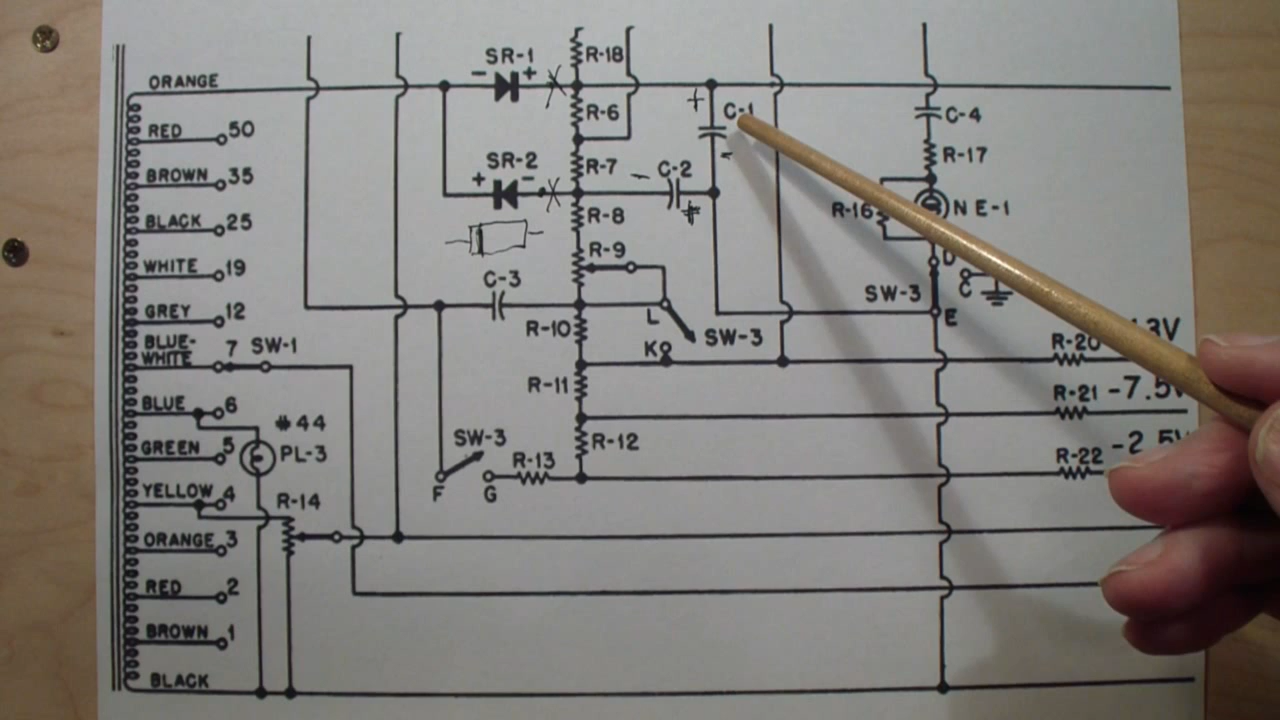 ORANGE
RED 50
BROWN 35
BLACK 25
WHITE 19
GREY 12
BLUE-
WHITE 7 SW-1
BLUE 6
#44
GREEN 5 PL-3
YELLOW 4 R-14
ORANGE 3
RED 2
BROWN 1
BLACK
SR-1
- +
R-18
R-6
SR-2
+ -
R-7
R-8
R-9
C-3
R-10
R-11
R-12
SW-3
R-13
F G
L
SW-3
K
+
C-1
-
- C-2
+
C-4
R-17
R-16
NE-1
D
C
SW-3
E
R-20
3V
R-21 -7.5V
R-22 -2.5V